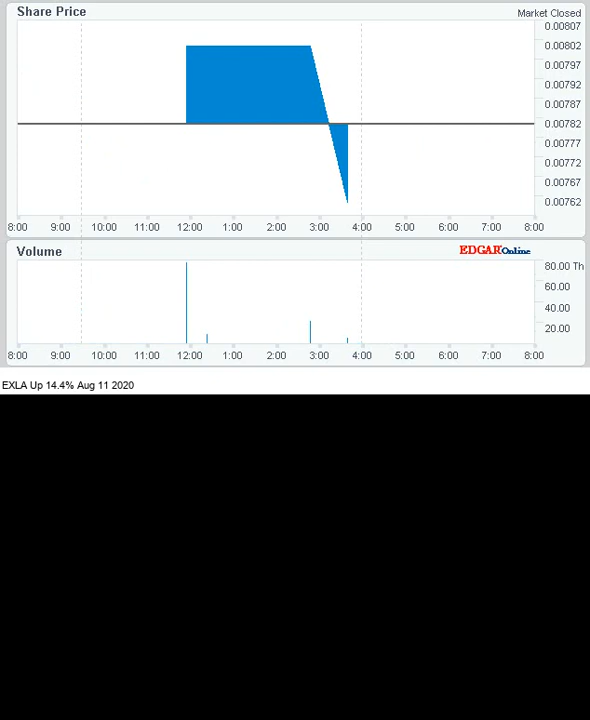 Share Price
Market Closed
0.00807
0.00802
0.00797
0.00792
0.00787
0.00782
0.00777
0.00772
0.00767
0.00762
8:00 9:00 10:00 11:00 12:00 1:00 2:00 3:00 4:00 5:00 6:00 7:00 8:00
Volume
EDGAR Online
80.00 Th
60.00
40.00
20.00
8:00 9:00 10:00 11:00 12:00 1:00 2:00 3:00 4:00 5:00 6:00 7:00 8:00
EXLA Up 14.4% Aug 11 2020